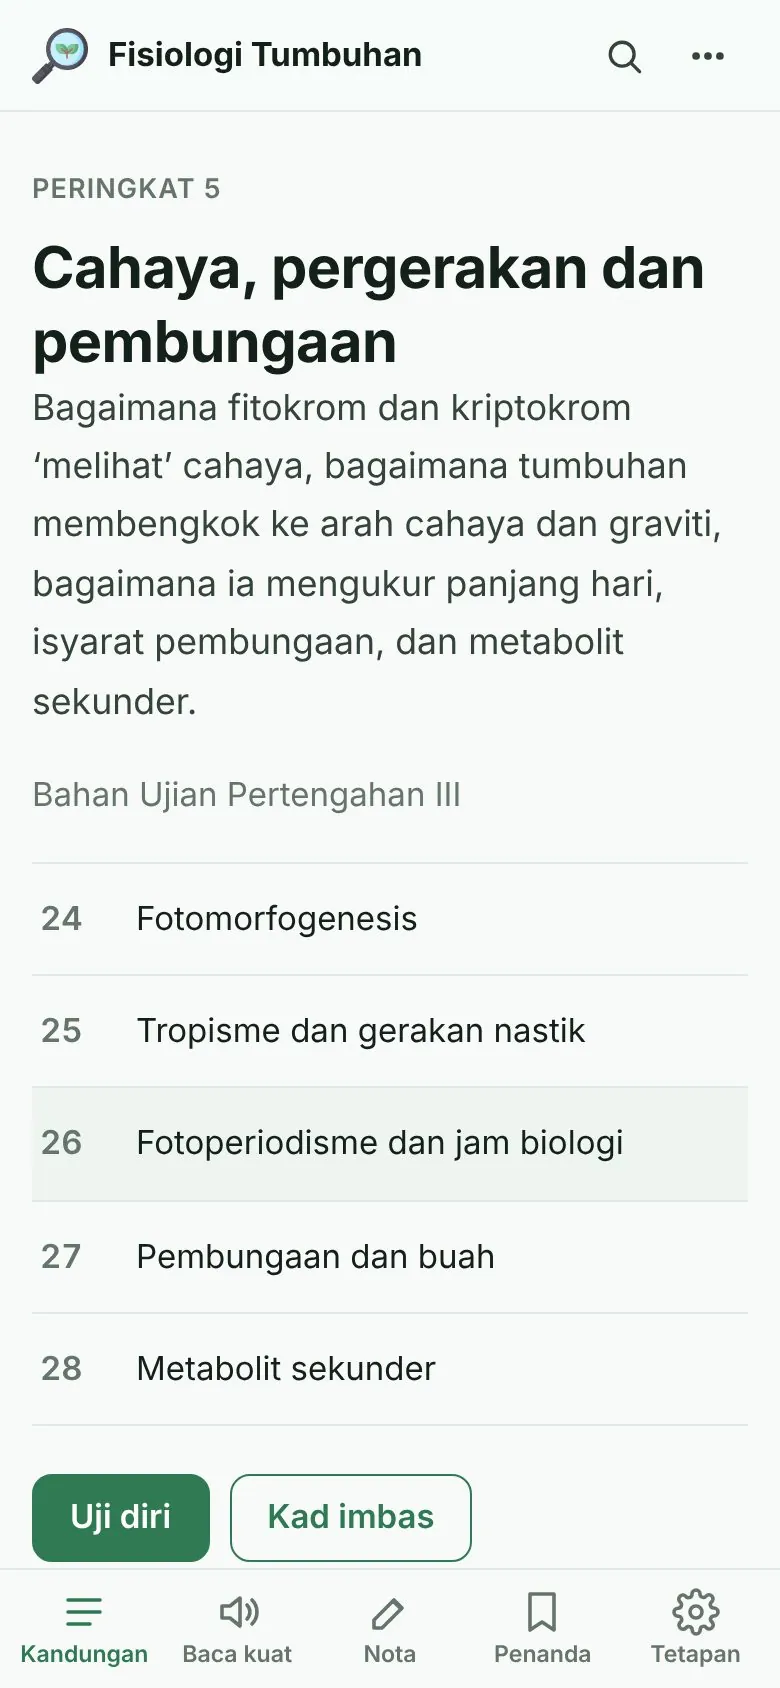 Fisiologi Tumbuhan
PERINGKAT 5
Cahaya, pergerakan dan
pembungaan
Bagaimana fitokrom dan kriptokrom
‘melihat’ cahaya, bagaimana tumbuhan
membengkok ke arah cahaya dan graviti,
bagaimana ia mengukur panjang hari,
isyarat pembungaan, dan metabolit
sekunder.
Bahan Ujian Pertengahan III
24 Fotomorfogenesis
25 Tropisme dan gerakan nastik
26 Fotoperiodisme dan jam biologi
27 Pembungaan dan buah
28 Metabolit sekunder
Uji diri Kad imbas
Kandungan Baca kuat Nota Penanda Tetapan